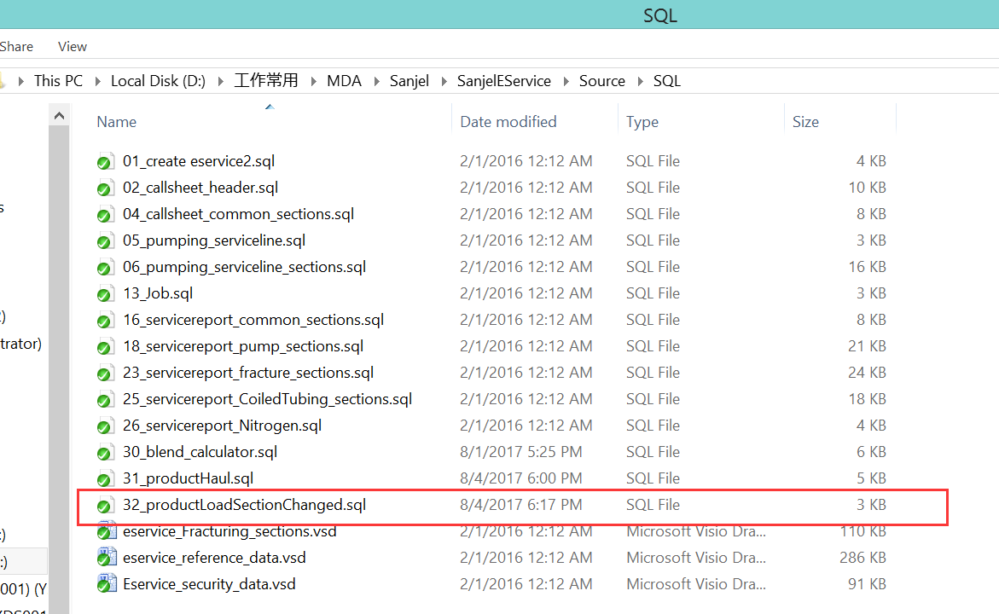 SQL
Share View
This PC Local Disk (D:) 工作常用 MDA Sanjel SanjelEService Source SQL
Name Date modified Type Size
01_create eservice2.sql 2/1/2016 12:12 AM SQL File 4 KB
02_callsheet_header.sql 2/1/2016 12:12 AM SQL File 10 KB
s
04_callsheet_common_sections.sql 2/1/2016 12:12 AM SQL File 8 KB
05_pumping_serviceline.sql 2/1/2016 12:12 AM SQL File 3 KB
06_pumping_serviceline_sections.sql 2/1/2016 12:12 AM SQL File 16 KB
13_Job.sql 2/1/2016 12:12 AM SQL File 3 KB
)
16_servicereport_common_sections.sql 2/1/2016 12:12 AM SQL File 8 KB
trator)
18_servicereport_pump_sections.sql 2/1/2016 12:12 AM SQL File 21 KB
23_servicereport_fracture_sections.sql 2/1/2016 12:12 AM SQL File 24 KB
25_servicereport_CoiledTubing_sections.sql 2/1/2016 12:12 AM SQL File 18 KB
26_servicereport_Nitrogen.sql 2/1/2016 12:12 AM SQL File 4 KB
30_blend_calculator.sql 8/1/2017 5:25 PM SQL File 6 KB
31_productHaul.sql 8/4/2017 6:00 PM SQL File 5 KB
32_productLoadSectionChanged.sql 8/4/2017 6:17 PM SQL File 3 KB
:)
eservice_Fracturing_sections.vsd 2/1/2016 12:12 AM Microsoft Visio Dra... 110 KB
:)
eservice_reference_data.vsd 2/1/2016 12:12 AM Microsoft Visio Dra... 286 KB
001) (Y
Eservice_security_data.vsd 2/1/2016 12:12 AM Microsoft Visio Dra... 91 KB